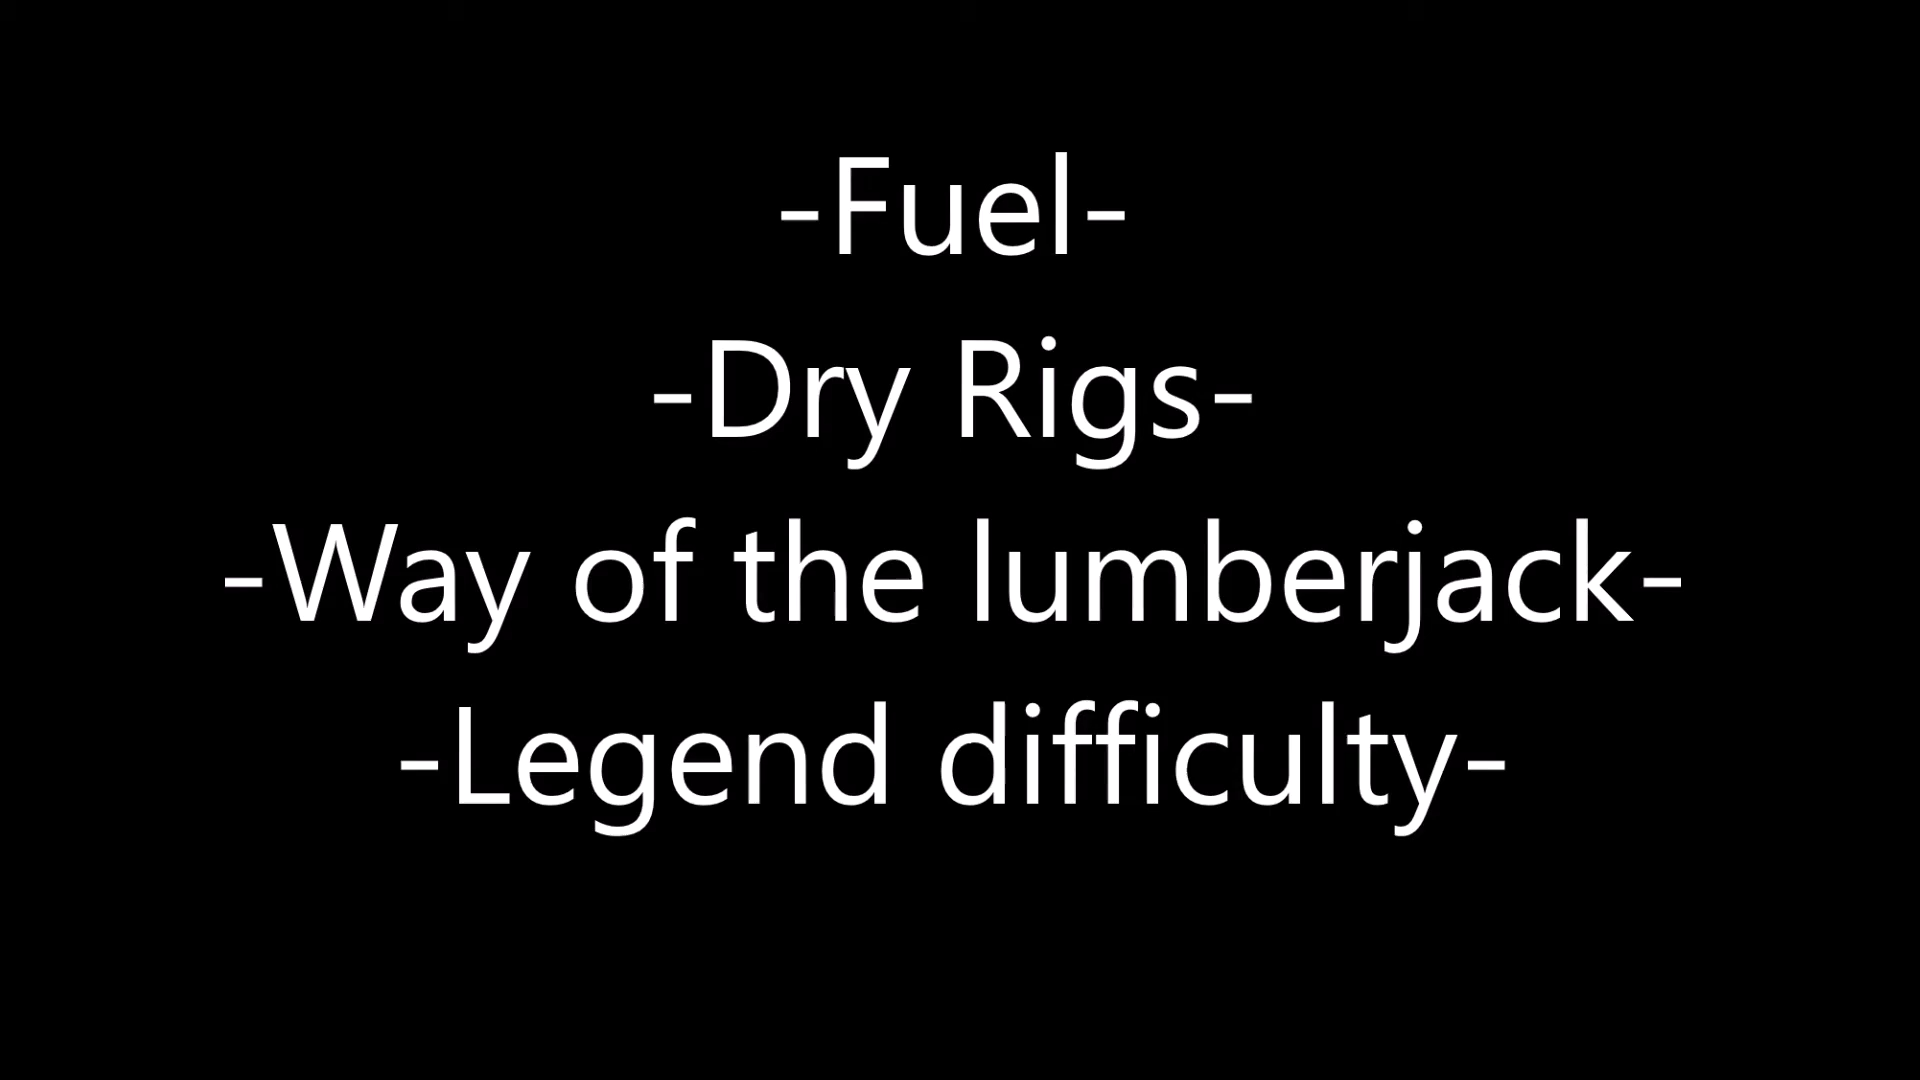 -Fuel-
-Dry Rigs-
-Way of the lumberjack-
-Legend difficulty-